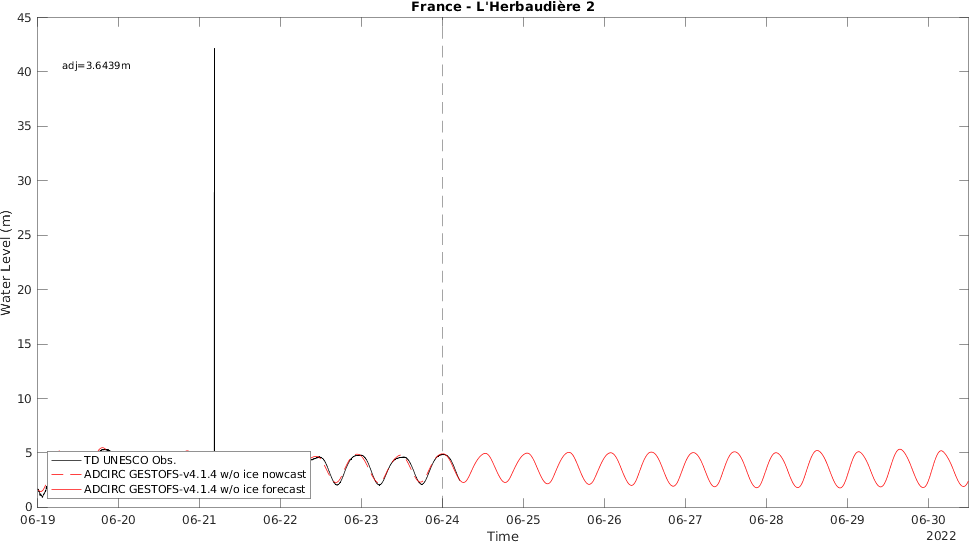 France - L'Herbaudière 2
45
40
35
30
25
20
15
10
5
0
Water Level (m)
adj=3.6439m
TD UNESCO Obs.
ADCIRC GESTOFS-v4.1.4 w/o ice nowcast
ADCIRC GESTOFS-v4.1.4 w/o ice forecast
06-19 06-20 06-21 06-22 06-23 06-24 06-25 06-26 06-27 06-28 06-29 06-30
Time
2022